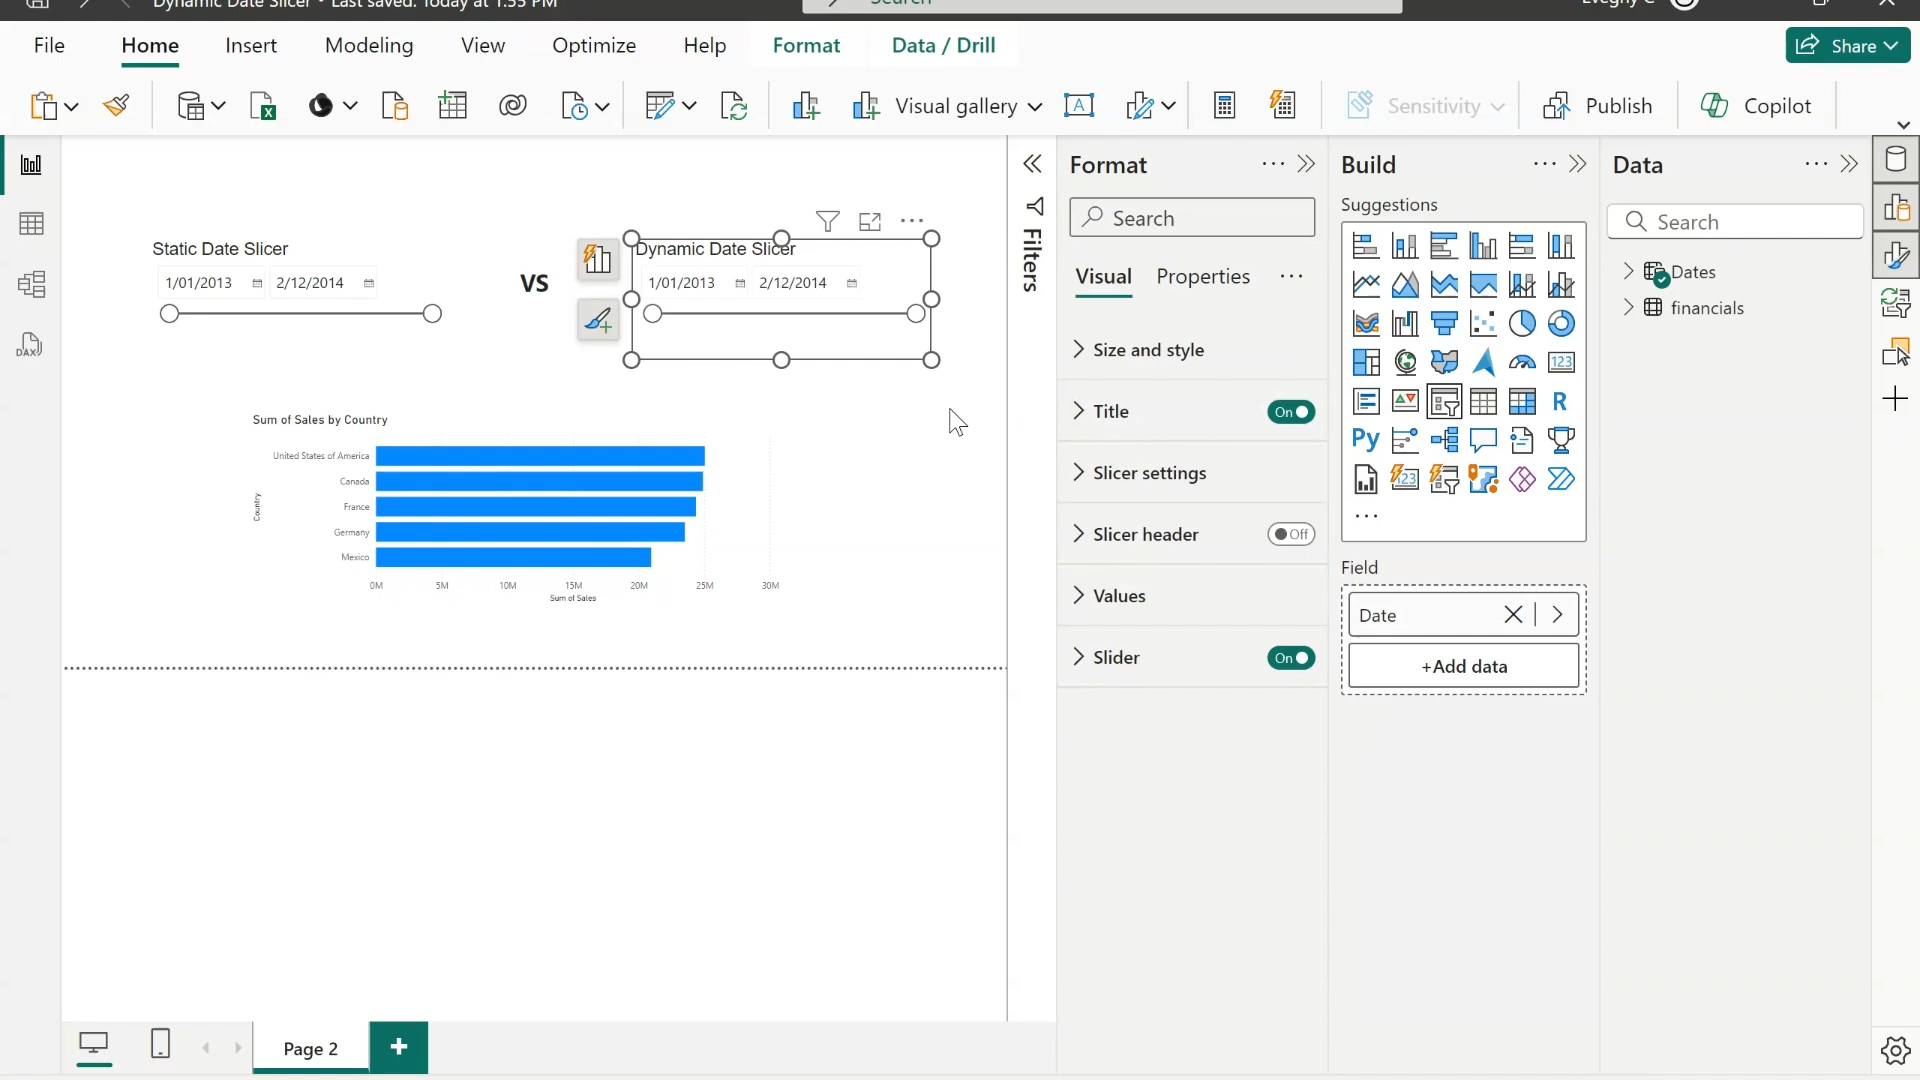 Dynamic Date Slicer • Last saved: Today at 1:55 PM
Search
File
Home
Insert
Modeling
View
Optimize
Help
Format
Data / Drill
Share
Visual gallery
Sensitivity
Publish
Copilot
DAX
Static Date Slicer
1/01/2013
2/12/2014
VS
Dynamic Date Slicer
1/01/2013
2/12/2014
Sum of Sales by Country
Country
United States of America
Canada
France
Germany
Mexico
0M
5M
10M
15M
20M
25M
30M
Sum of Sales
Filters
Format
Search
Visual
Properties
Size and style
Title
On
Slicer settings
Slicer header
Off
Values
Slider
On
Build
Suggestions
123
R
Py
123
Field
Date
+Add data
Data
Search
Dates
financials
Page 2